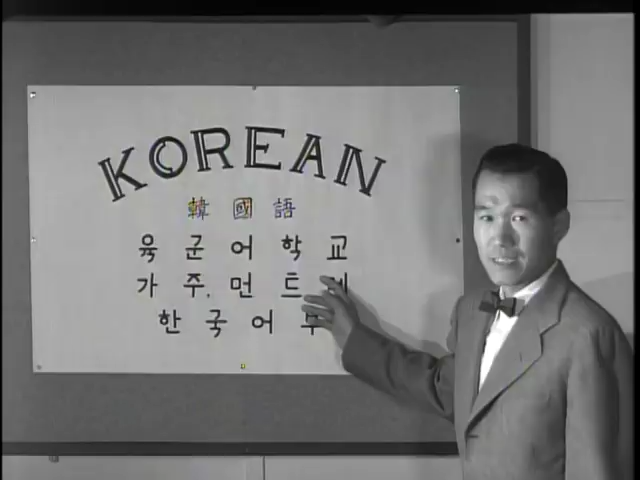 KOREAN
韓 國 語
육 군 어 학 교
가 주. 먼 트
한 국 어